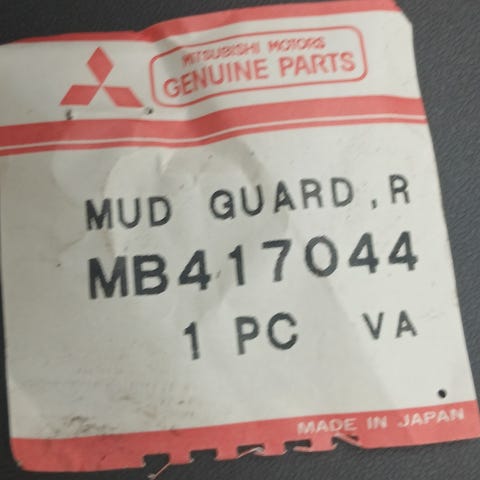 MITSUBISHI MOTORS
GENUINE PARTS
MUD GUARD, R
MB417044
1 PC VA
MADE IN JAPAN